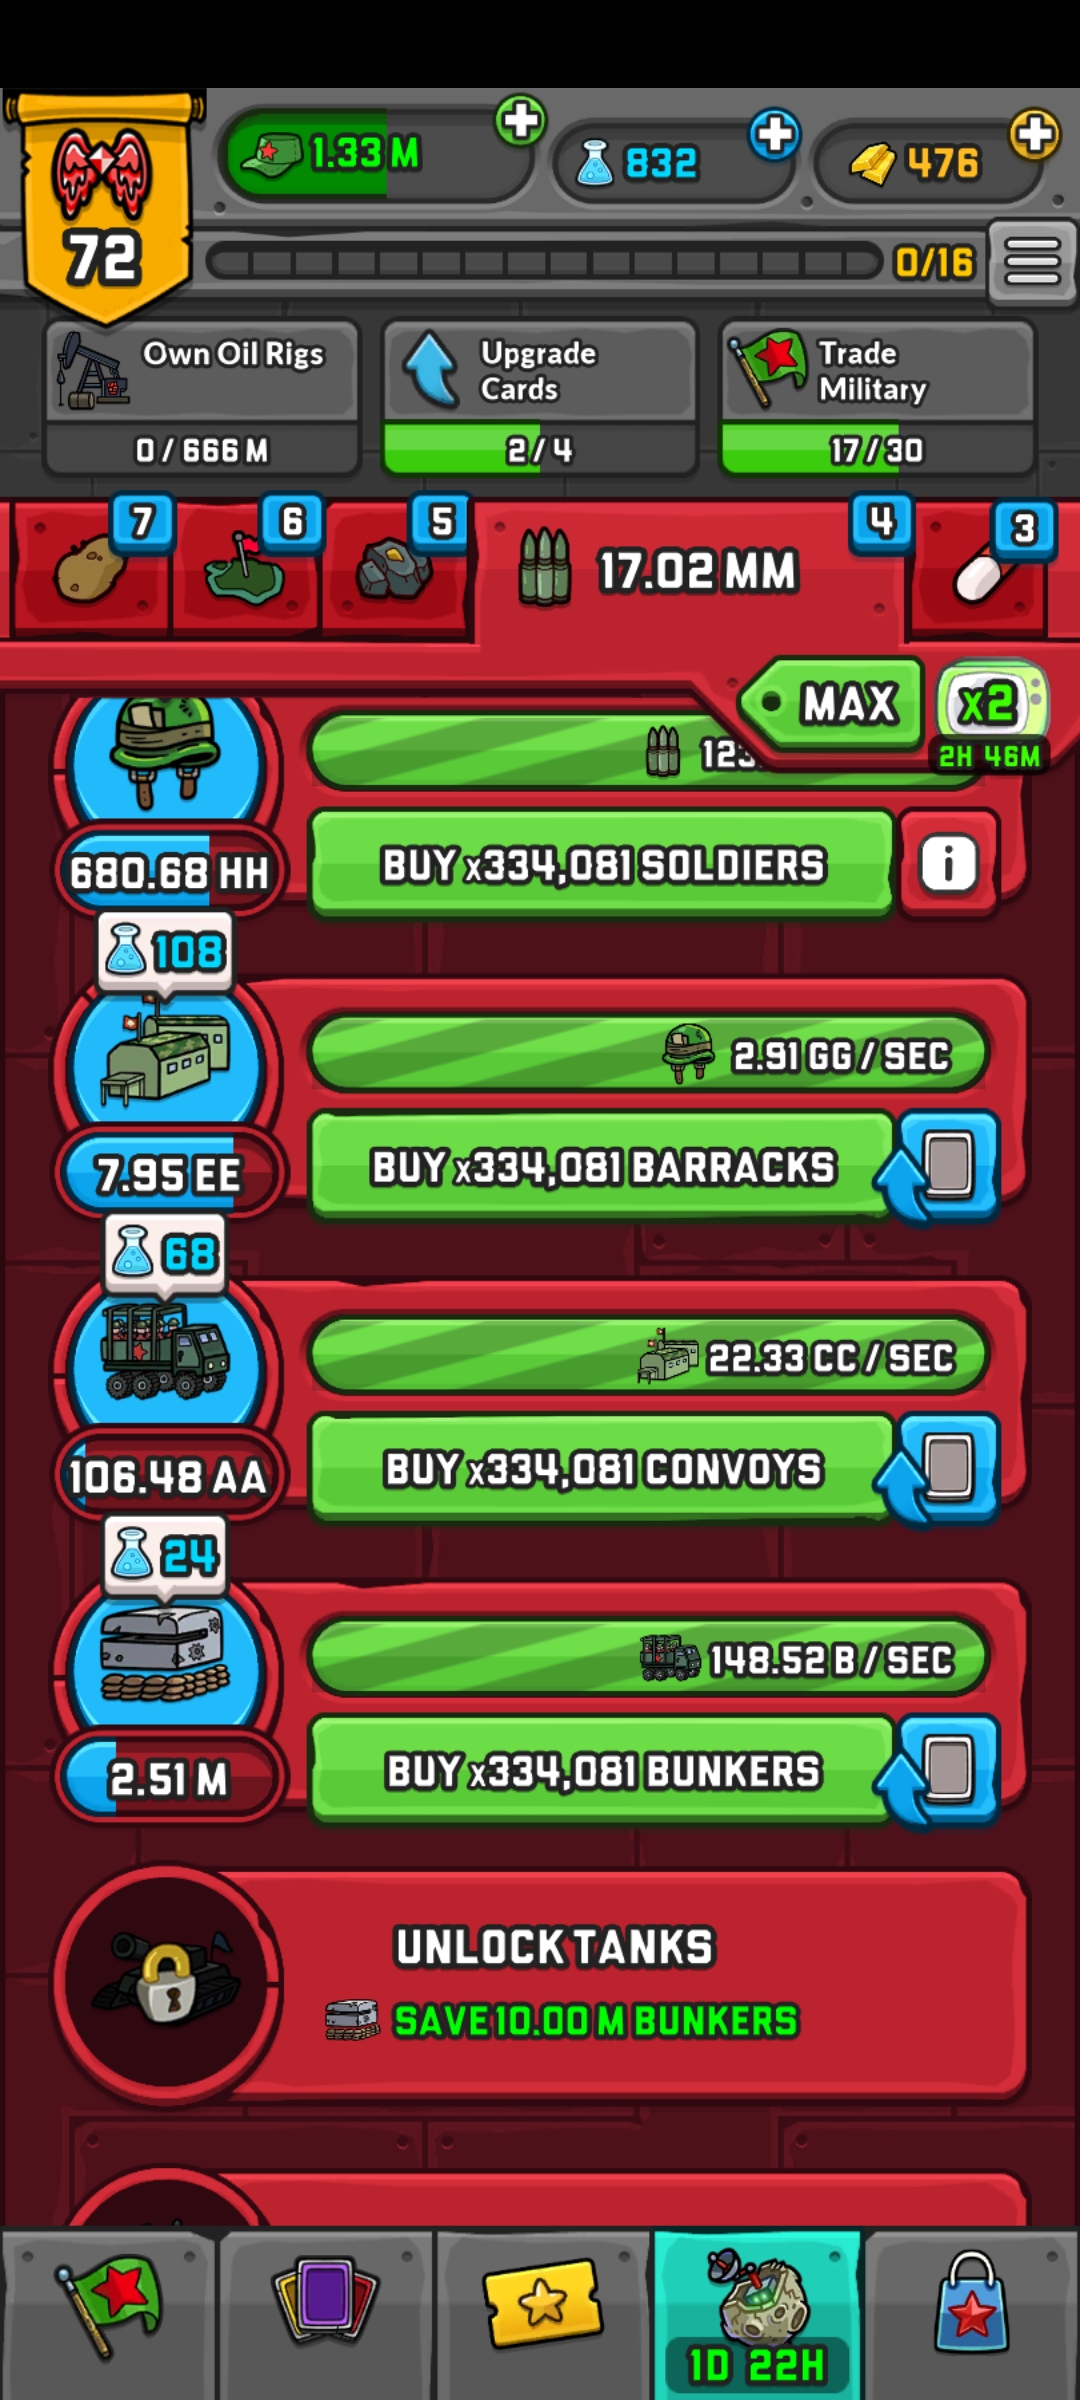 1.33 M
832
476
72
0/16
Own Oil Rigs
0 / 666 M
Upgrade
Cards
2 / 4
Trade
Military
17 / 30
7
6
5
17.02 MM
4
3
MAX
x2
2H 46M
123.
680.68 HH
BUY x334,081 SOLDIERS
i
108
2.91 GG / SEC
7.95 EE
BUY x334,081 BARRACKS
68
22.33 CC / SEC
106.48 AA
BUY x334,081 CONVOYS
24
148.52 B / SEC
2.51 M
BUY x334,081 BUNKERS
UNLOCK TANKS
SAVE 10.00 M BUNKERS
1D 22H